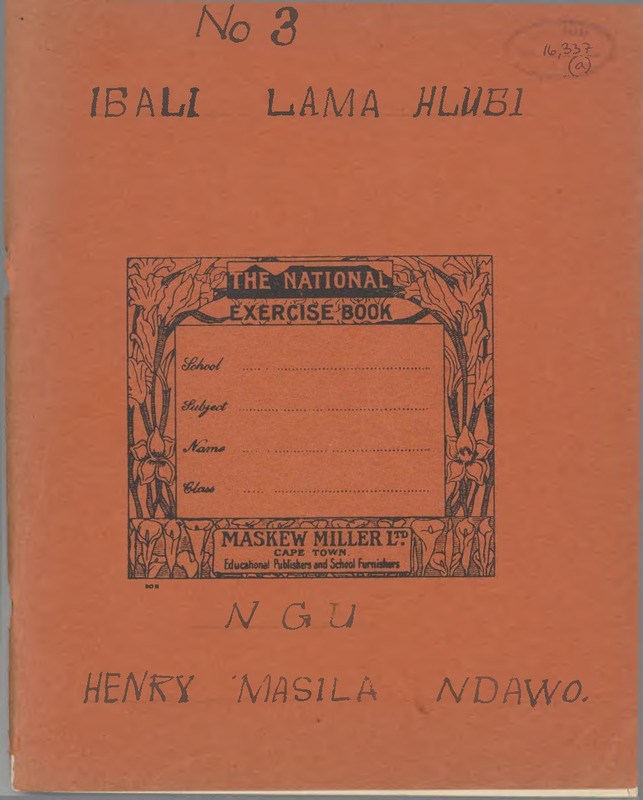 No 3
16,337
(a)
IBALI LAMA HLUBI
THE NATIONAL
EXERCISE BOOK
School
Subject
Name
Class
MASKEW MILLER LTD
CAPE TOWN.
Educational Publishers and School Furnishers
NGU
HENRY MASILA NDAWO.